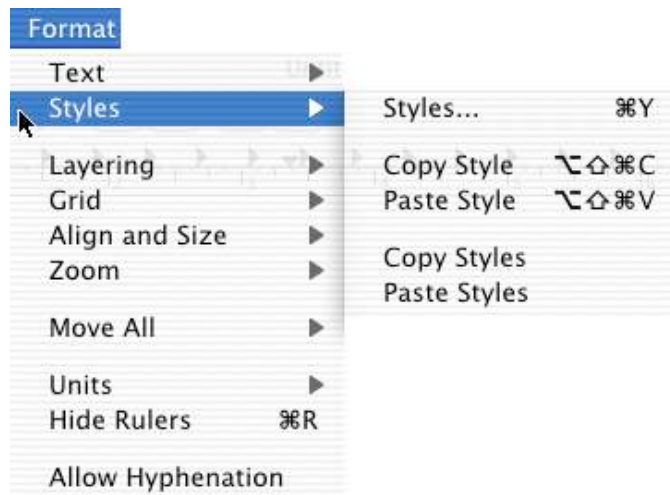 Format
Text
Styles
Layering
Grid
Align and Size
Zoom
Move All
Units
Hide Rulers ⌘R
Allow Hyphenation
Styles... ⌘Y
Copy Style ⌥⇧⌘C
Paste Style ⌥⇧⌘V
Copy Styles
Paste Styles